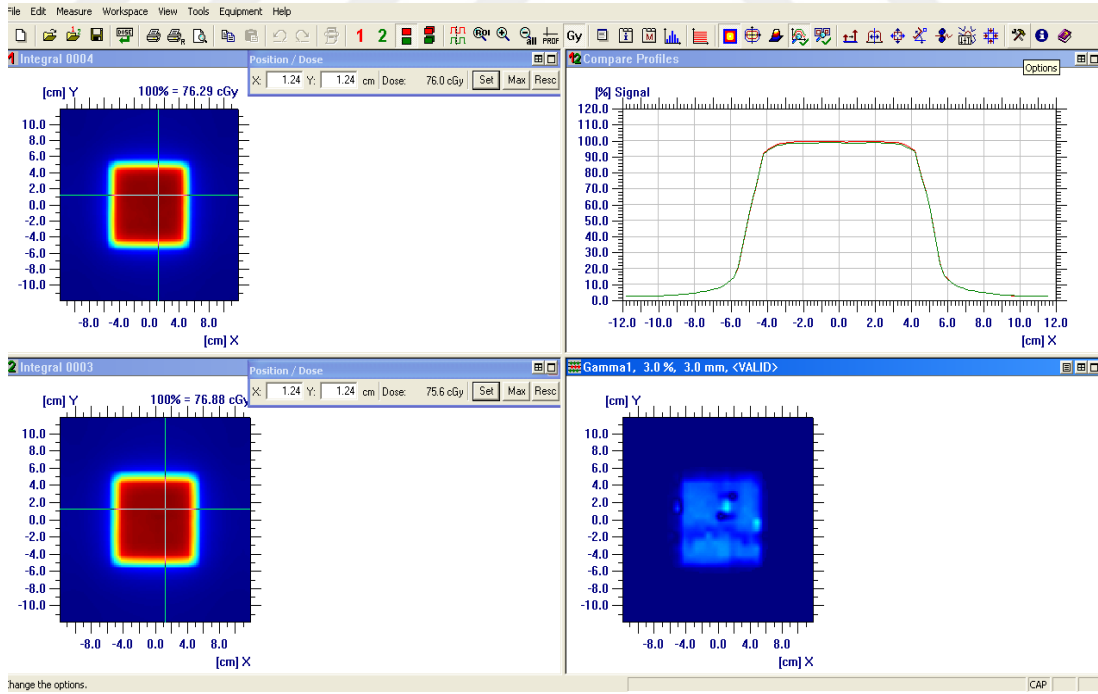 File Edit Measure Workspace View Tools Equipment Help
1 2 ROI all PROF Gy
1 Integral 0004
Position / Dose
X: 1.24 Y: 1.24 cm Dose: 76.0 cGy Set Max Resc
[cm] Y 100% = 76.29 cGy
10.0
8.0
6.0
4.0
2.0
0.0
-2.0
-4.0
-6.0
-8.0
-10.0
-8.0 -4.0 0.0 4.0 8.0
[cm] X
12 Compare Profiles
Options
[%] Signal
120.0
110.0
100.0
90.0
80.0
70.0
60.0
50.0
40.0
30.0
20.0
10.0
0.0
-12.0 -10.0 -8.0 -6.0 -4.0 -2.0 0.0 2.0 4.0 6.0 8.0 10.0 12.0
[cm] X
2 Integral 0003
Position / Dose
X: 1.24 Y: 1.24 cm Dose: 75.6 cGy Set Max Resc
[cm] Y 100% = 76.88 cGy
10.0
8.0
6.0
4.0
2.0
0.0
-2.0
-4.0
-6.0
-8.0
-10.0
-8.0 -4.0 0.0 4.0 8.0
[cm] X
Gamma1, 3.0 %, 3.0 mm, <VALID>
[cm] Y
10.0
8.0
6.0
4.0
2.0
0.0
-2.0
-4.0
-6.0
-8.0
-10.0
-8.0 -4.0 0.0 4.0 8.0
[cm] X
Change the options.
CAP